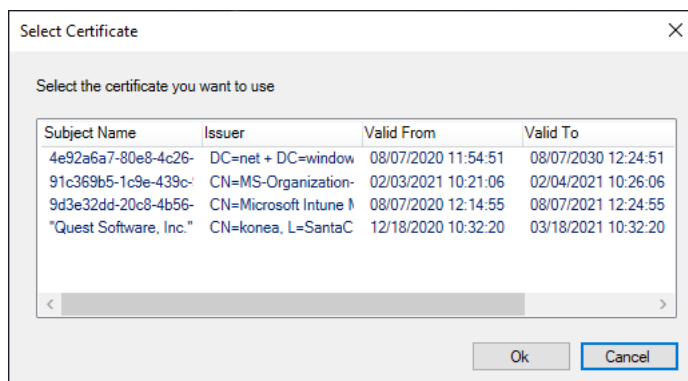 Select Certificate
Select the certificate you want to use
Subject Name Issuer Valid From Valid To
4e92a6a7-80e8-4c26- DC=net + DC=window 08/07/2020 11:54:51 08/07/2030 12:24:51
91c369b5-1c9e-439c- CN=MS-Organization- 02/03/2021 10:21:06 02/04/2021 10:26:06
9d3e32dd-20c8-4b56- CN=Microsoft Intune 08/07/2020 12:14:55 08/07/2021 12:24:55
"Quest Software, Inc." CN=konea, L=SantaC 12/18/2020 10:32:20 03/18/2021 10:32:20
Ok Cancel